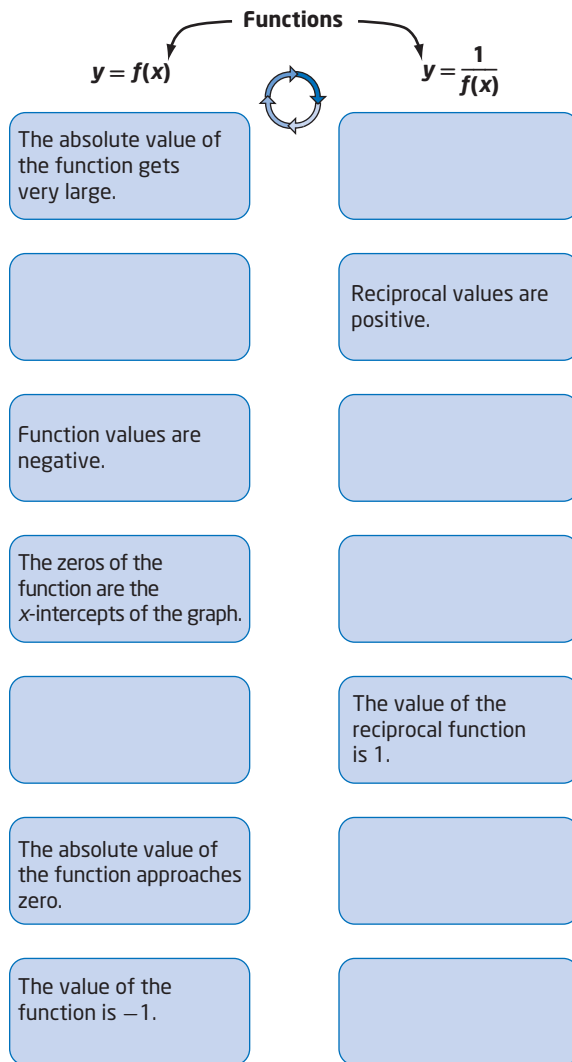 Functions
y = f(x)
y = 1/f(x)
The absolute value of
the function gets
very large.
Reciprocal values are
positive.
Function values are
negative.
The zeros of the
function are the
x-intercepts of the graph.
The value of the
reciprocal function
is 1.
The absolute value of
the function approaches
zero.
The value of the
function is −1.